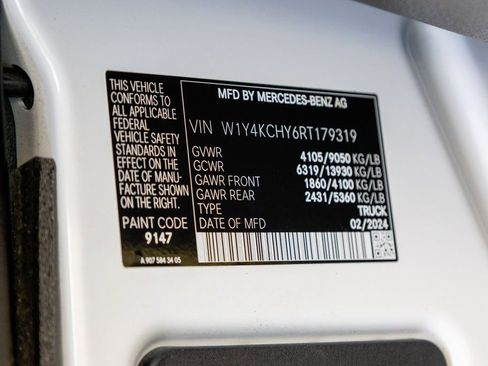 THIS VEHICLE
CONFORMS TO
ALL APPLICABLE
FEDERAL
VEHICLE SAFETY
STANDARDS IN
EFFECT ON THE
DATE OF MANU-
FACTURE SHOWN
ON THE RIGHT.
PAINT CODE
9147
A 907 584 34 05
MFD BY MERCEDES-BENZ AG
VIN W1Y4KCHY6RT179319
GVWR 4105/9050 KG/LB
GCWR 6319/13930 KG/LB
GAWR FRONT 1860/4100 KG/LB
GAWR REAR 2431/5360 KG/LB
TYPE TRUCK
DATE OF MFD 02/2024